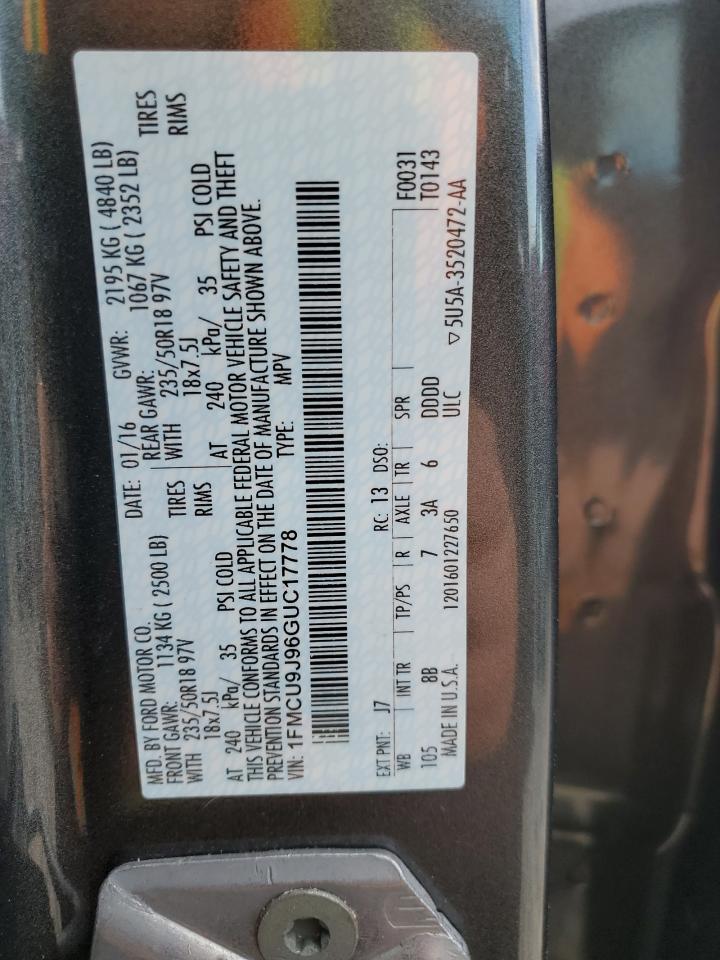 MFD. BY FORD MOTOR CO. DATE: 01/16 GVWR: 2195 KG ( 4840 LB)
FRONT GAWR: 1134 KG ( 2500 LB) REAR GAWR: 1067 KG ( 2352 LB)
WITH 235/50R18 97V TIRES WITH 235/50R18 97V TIRES
18x7.5J RIMS 18x7.5J RIMS
AT 240 kPa/ 35 PSI COLD AT 240 kPa/ 35 PSI COLD
THIS VEHICLE CONFORMS TO ALL APPLICABLE FEDERAL MOTOR VEHICLE SAFETY AND THEFT
PREVENTION STANDARDS IN EFFECT ON THE DATE OF MANUFACTURE SHOWN ABOVE.
VIN: 1FMCU9J96GUC17778 TYPE: MPV
EXT PNT: J7 RC: 13 DSO: F0031
WB INT TR TP/PS R AXLE TR SPR T0143
105 8B 7 3A 6 DDDD
MADE IN U.S.A. 1201601227650 ULC ▽5U5A-3520472-AA